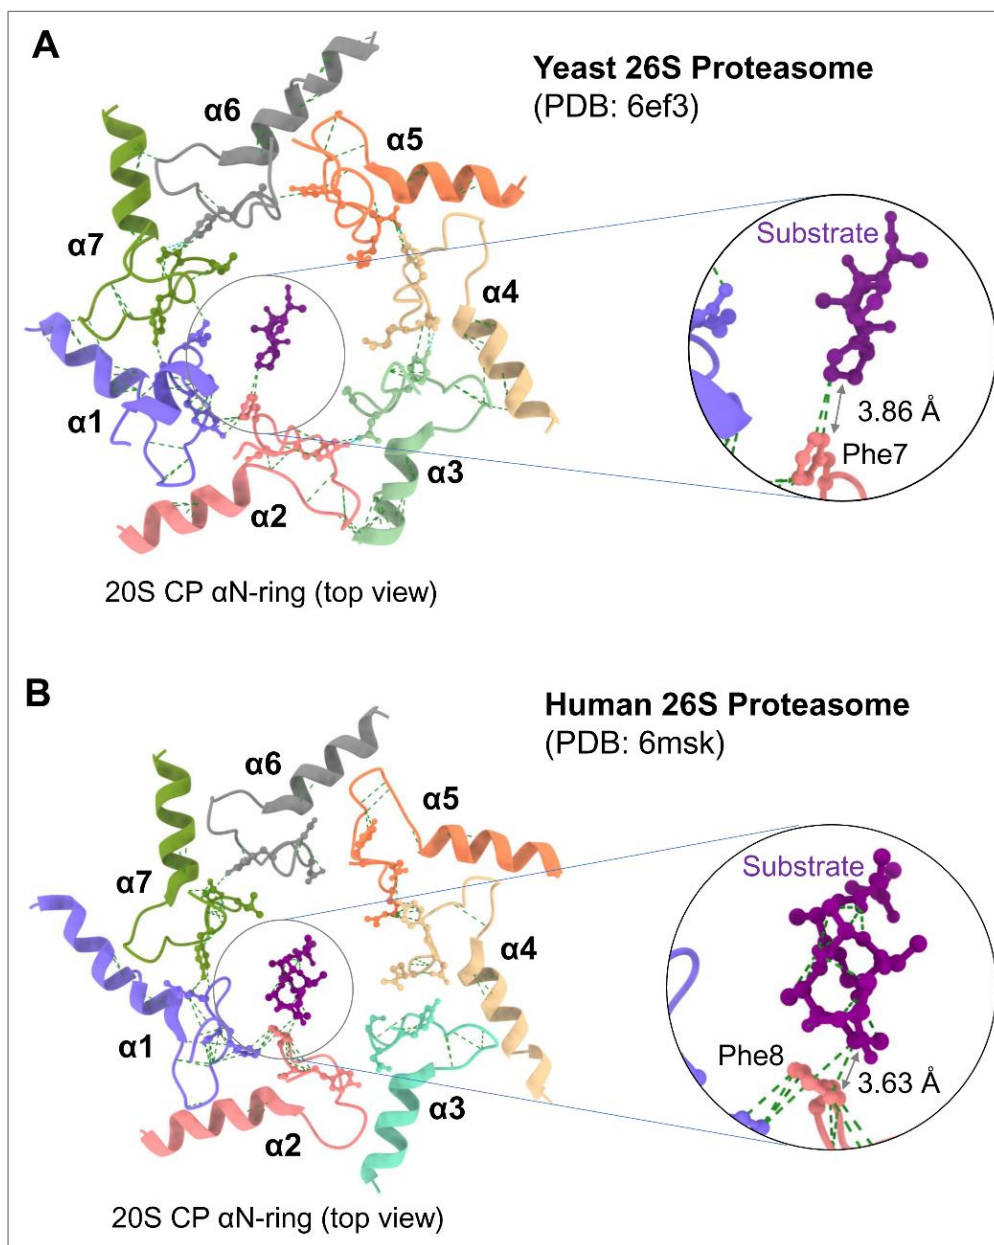 A
Yeast 26S Proteasome
(PDB: 6ef3)
α6
α5
α7
α4
α1
α3
α2
Substrate
3.86 Å
Phe7
20S CP αN-ring (top view)
B
Human 26S Proteasome
(PDB: 6msk)
α6
α5
α7
α4
α1
α3
α2
Substrate
Phe8
3.63 Å
20S CP αN-ring (top view)